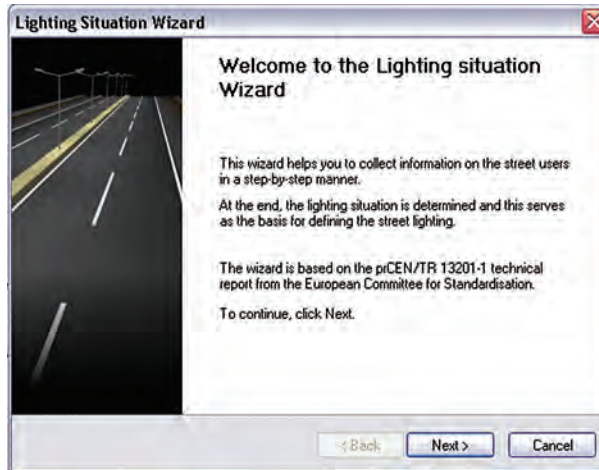 Lighting Situation Wizard
Welcome to the Lighting situation
Wizard
This wizard helps you to collect information on the street users
in a step-by-step manner.
At the end, the lighting situation is determined and this serves
as the basis for defining the street lighting.
The wizard is based on the prCEN/TR 13201-1 technical
report from the European Committee for Standardisation.
To continue, click Next.
< Back Next > Cancel